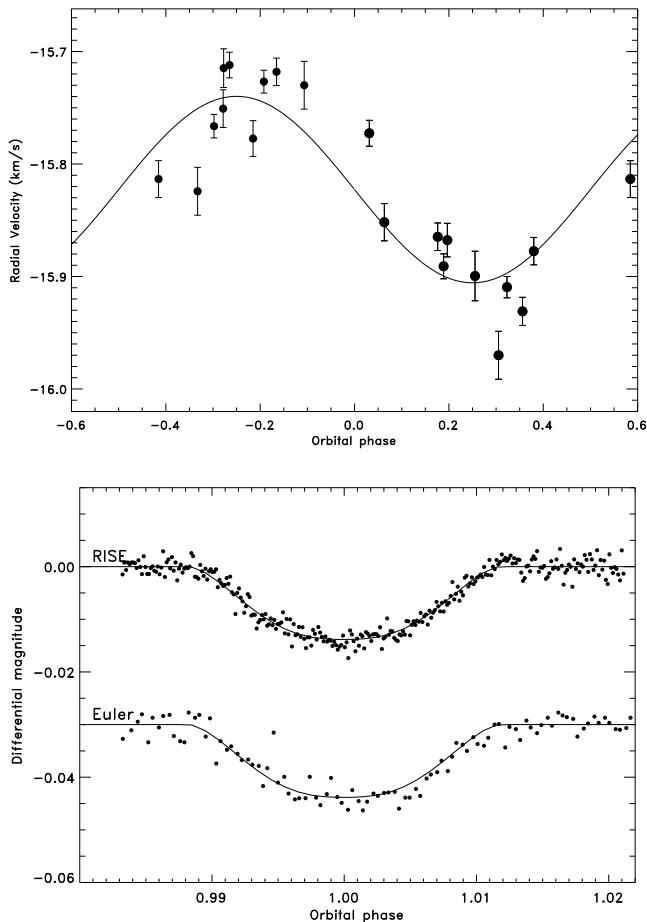 −15.7
−15.8
−15.9
−16.0
Radial Velocity (km/s)
−0.6 −0.4 −0.2 0.0 0.2 0.4 0.6
Orbital phase
RISE
Euler
0.00
−0.02
−0.04
−0.06
Differential magnitude
0.99 1.00 1.01 1.02
Orbital phase